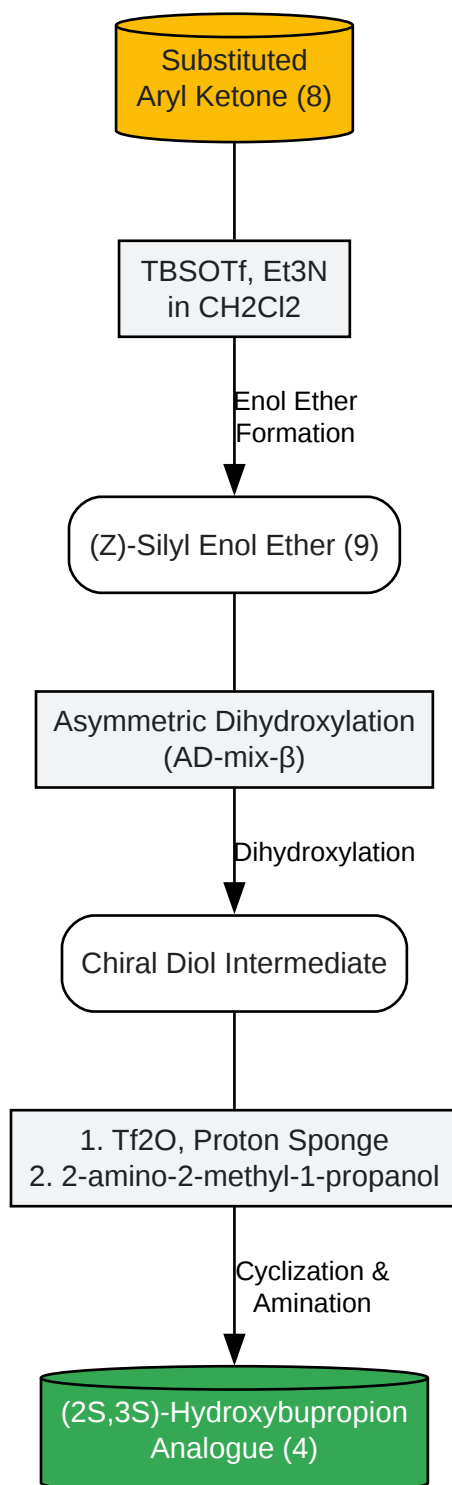 Substituted
Aryl Ketone (8)
TBSOTf, Et3N
in CH2Cl2
Enol Ether
Formation
(Z)-Silyl Enol Ether (9)
Asymmetric Dihydroxylation
(AD-mix-β)
Dihydroxylation
Chiral Diol Intermediate
1. Tf2O, Proton Sponge
2. 2-amino-2-methyl-1-propanol
Cyclization &
Amination
(2S,3S)-Hydroxybupropion
Analogue (4)